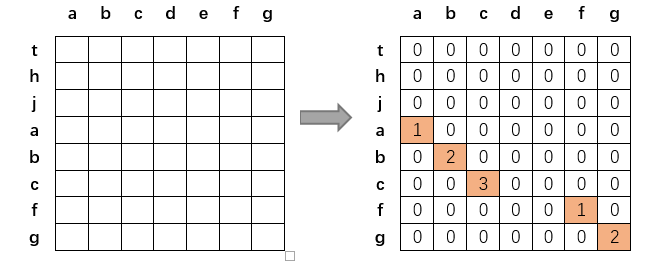 a b c d e f g a b c d e f g
t t 0 0 0 0 0 0 0
h h 0 0 0 0 0 0 0
j j 0 0 0 0 0 0 0
a a 1 0 0 0 0 0 0
b b 0 2 0 0 0 0 0
c c 0 0 3 0 0 0 0
f f 0 0 0 0 0 1 0
g g 0 0 0 0 0 0 2